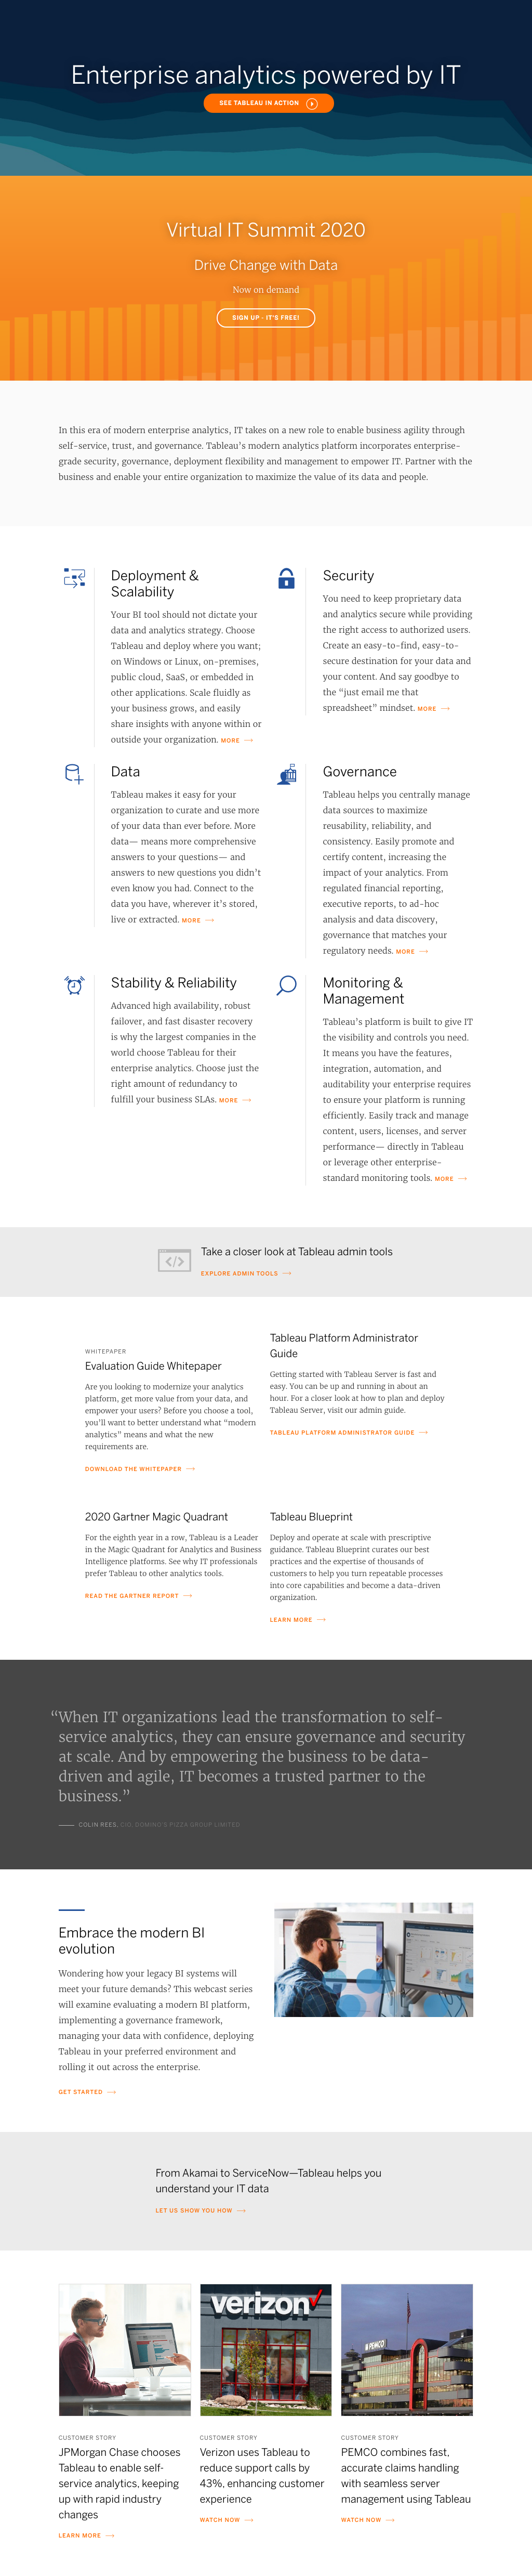 Enterprise analytics powered by IT
SEE TABLEAU IN ACTION
Virtual IT Summit 2020
Drive Change with Data
Now on demand
SIGN UP - IT'S FREE!
In this era of modern enterprise analytics, IT takes on a new role to enable business agility through
self-service, trust, and governance. Tableau's modern analytics platform incorporates enterprise-
grade security, governance, deployment flexibility and management to empower IT. Partner with the
business and enable your entire organization to maximize the value of its data and people.
Deployment &
Scalability
Your BI tool should not dictate your
data and analytics strategy. Choose
Tableau and deploy where you want;
on Windows or Linux, on-premises,
public cloud, SaaS, or embedded in
other applications. Scale fluidly as
your business grows, and easily
share insights with anyone within or
outside your organization. MORE
Security
You need to keep proprietary data
and analytics secure while providing
the right access to authorized users.
Create an easy-to-find, easy-to-
secure destination for your data and
your content. And say goodbye to
the “just email me that
spreadsheet” mindset. MORE
Data
Tableau makes it easy for your
organization to curate and use more
of your data than ever before. More
data— means more comprehensive
answers to your questions— and
answers to new questions you didn't
even know you had. Connect to the
data you have, wherever it's stored,
live or extracted. MORE
Governance
Tableau helps you centrally manage
data sources to maximize
reusability, reliability, and
consistency. Easily promote and
certify content, increasing the
impact of your analytics. From
regulated financial reporting,
executive reports, to ad-hoc
analysis and data discovery,
governance that matches your
regulatory needs. MORE
Stability & Reliability
Advanced high availability, robust
failover, and fast disaster recovery
is why the largest companies in the
world choose Tableau for their
enterprise analytics. Choose just the
right amount of redundancy to
fulfill your business SLAs. MORE
Monitoring &
Management
Tableau's platform is built to give IT
the visibility and controls you need.
It means you have the features,
integration, automation, and
auditability your enterprise requires
to ensure your platform is running
efficiently. Easily track and manage
content, users, licenses, and server
performance— directly in Tableau
or leverage other enterprise-
standard monitoring tools. MORE
Take a closer look at Tableau admin tools
EXPLORE ADMIN TOOLS
WHITEPAPER
Evaluation Guide Whitepaper
Are you looking to modernize your analytics
platform, get more value from your data, and
empower your users? Before you choose a tool,
you'll want to better understand what “modern
analytics” means and what the new
requirements are.
DOWNLOAD THE WHITEPAPER
Tableau Platform Administrator
Guide
Getting started with Tableau Server is fast and
easy. You can be up and running in about an
hour. For a closer look at how to plan and deploy
Tableau Server, visit our admin guide.
TABLEAU PLATFORM ADMINISTRATOR GUIDE
2020 Gartner Magic Quadrant
For the eighth year in a row, Tableau is a Leader
in the Magic Quadrant for Analytics and Business
Intelligence platforms. See why IT professionals
prefer Tableau to other analytics tools.
READ THE GARTNER REPORT
Tableau Blueprint
Deploy and operate at scale with prescriptive
guidance. Tableau Blueprint curates our best
practices and the expertise of thousands of
customers to help you turn repeatable processes
into core capabilities and become a data-driven
organization.
LEARN MORE
“When IT organizations lead the transformation to self-
service analytics, they can ensure governance and security
at scale. And by empowering the business to be data-
driven and agile, IT becomes a trusted partner to the
business.”
COLIN REES, CIO, DOMINO'S PIZZA GROUP LIMITED
Embrace the modern BI
evolution
Wondering how your legacy BI systems will
meet your future demands? This webcast series
will examine evaluating a modern BI platform,
implementing a governance framework,
managing your data with confidence, deploying
Tableau in your preferred environment and
rolling it out across the enterprise.
GET STARTED
From Akamai to ServiceNow—Tableau helps you
understand your IT data
LET US SHOW YOU HOW
verizon
PEMCO
CUSTOMER STORY
JPMorgan Chase chooses
Tableau to enable self-
service analytics, keeping
up with rapid industry
changes
LEARN MORE
CUSTOMER STORY
Verizon uses Tableau to
reduce support calls by
43%, enhancing customer
experience
WATCH NOW
CUSTOMER STORY
PEMCO combines fast,
accurate claims handling
with seamless server
management using Tableau
WATCH NOW